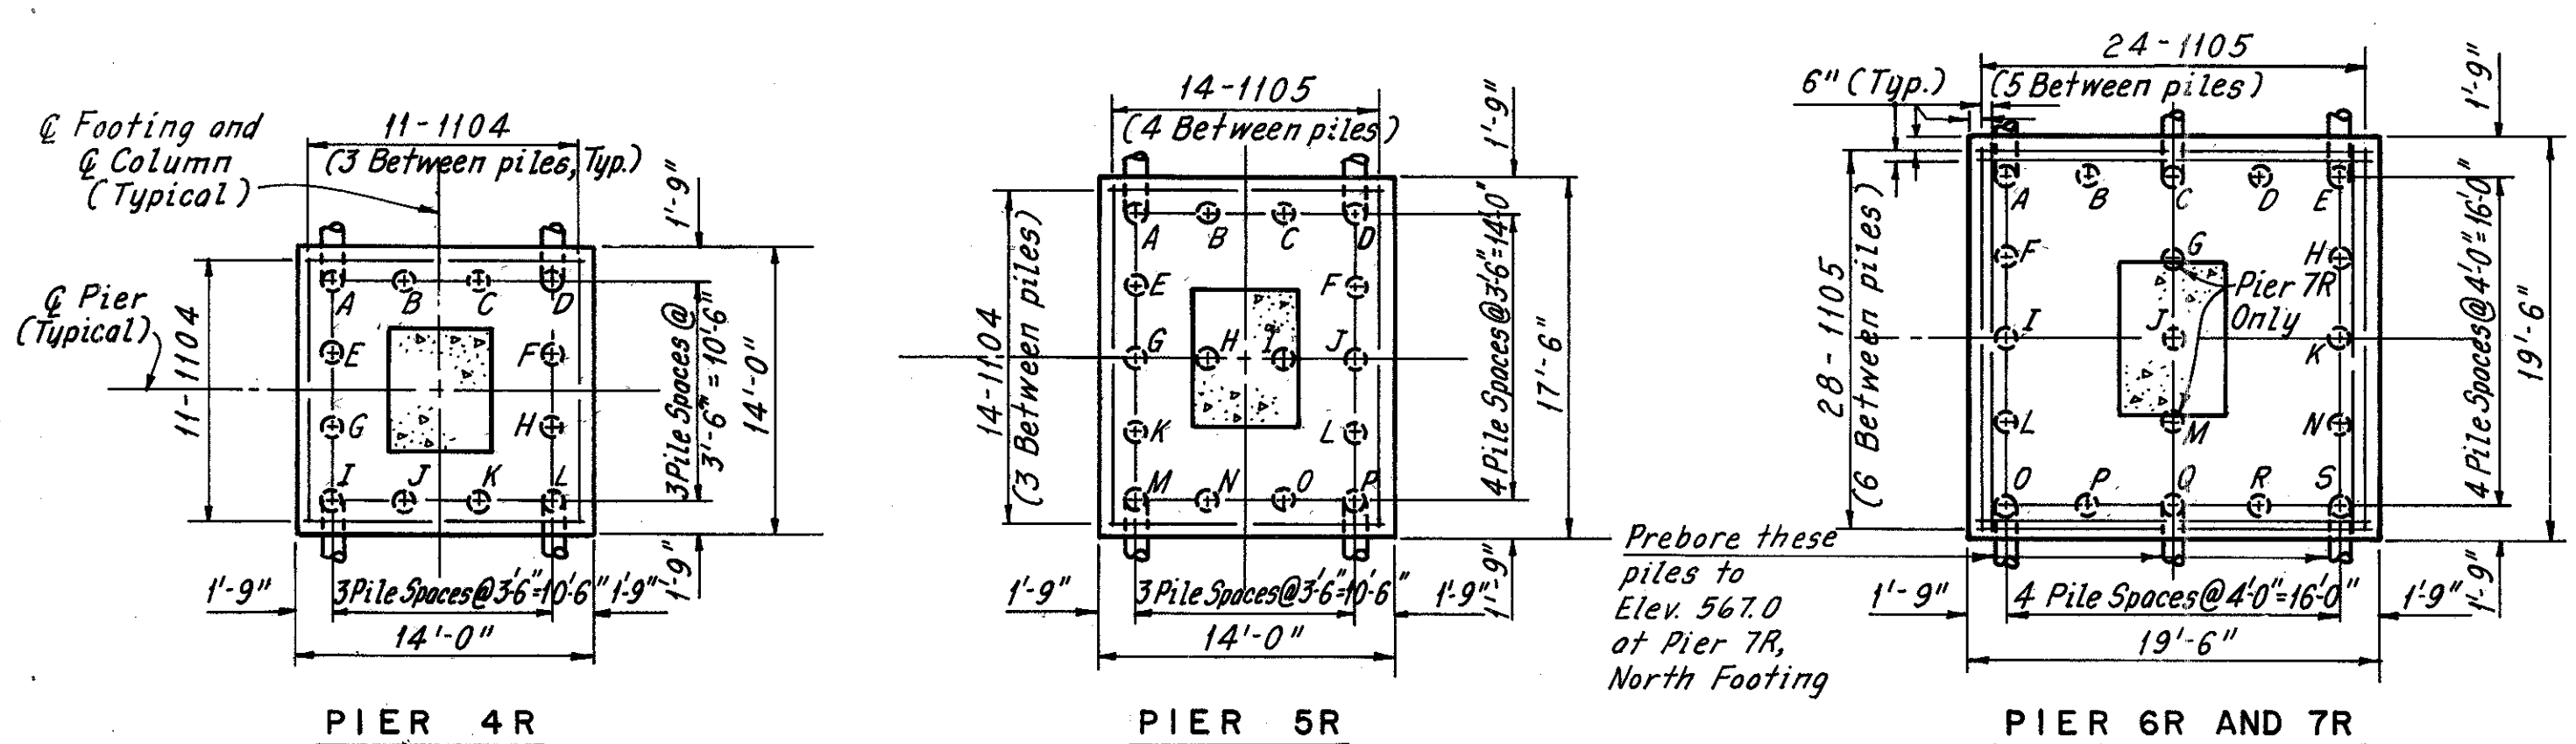 ℄ Footing and
℄ Column
(Typical)
11-1104
(3 Between piles, Typ.)
1'-9"
℄ Pier
(Typical)
11-1104
A B C D
E F
G H
I J K L
3 Pile Spaces @
3'-6" = 10'-6"
14'-0"
1'-9"
1'-9" 3 Pile Spaces @ 3'-6" = 10'-6" 1'-9"
14'-0"
PIER 4R
14-1105
(4 Between piles)
1'-9"
14-1104
(3 Between piles)
A B C D
E F
G H I J
K L
M N O P
4 Pile Spaces @ 3'-6" = 14'-0"
17'-6"
1'-9"
1'-9" 3 Pile Spaces @ 3'-6" = 10'-6" 1'-9"
14'-0"
PIER 5R
24-1105
6" (Typ.) (5 Between piles)
1'-9"
28-1105
(6 Between piles)
A B C D E
F G H
Pier 7R
Only
I J K
L M N
O P Q R S
4 Pile Spaces @ 4'-0" = 16'-0"
19'-6"
1'-9"
Prebore these
piles to
Elev. 567.0
at Pier 7R,
North Footing
1'-9" 4 Pile Spaces @ 4'-0" = 16'-0" 1'-9"
19'-6"
PIER 6R AND 7R